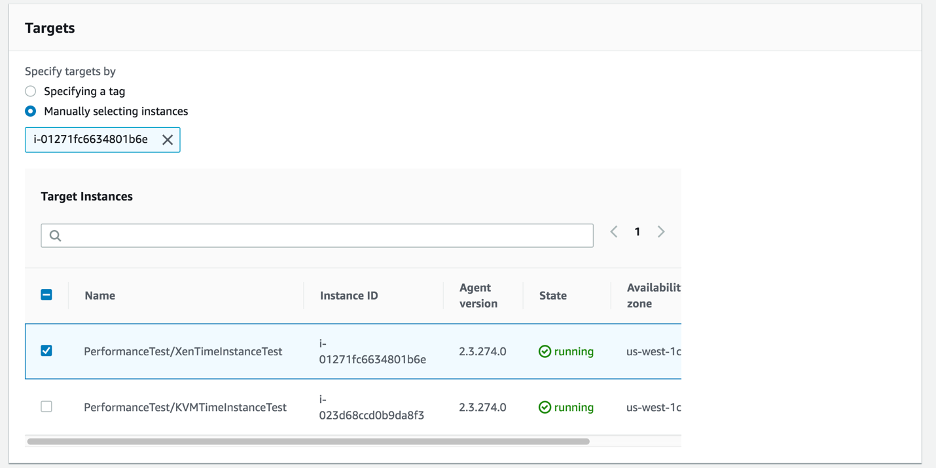 Targets
Specify targets by
Specifying a tag
Manually selecting instances
i-01271fc6634801b6e
Target Instances
1
Name
Instance ID
Agent
version
State
Availabilit
zone
PerformanceTest/XenTimeInstanceTest
i-
01271fc6634801b6e
2.3.274.0
running
us-west-1c
PerformanceTest/KVMTimeInstanceTest
i-
023d68ccd0b9da8f3
2.3.274.0
running
us-west-1c